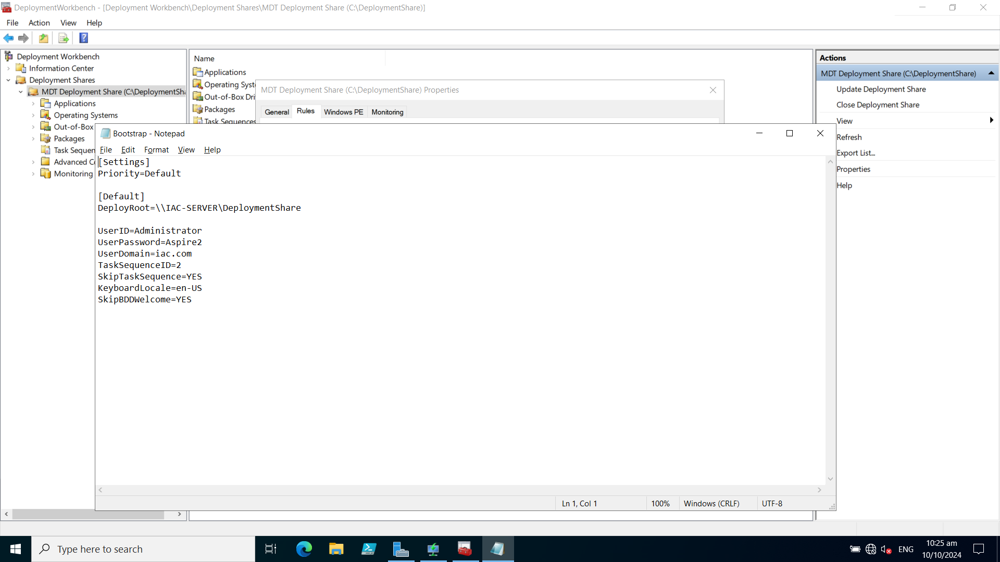 DeploymentWorkbench - [Deployment Workbench\Deployment Shares\MDT Deployment Share (C:\DeploymentShare)]
File Action View Help
Deployment Workbench
Information Center
Deployment Shares
MDT Deployment Share (C:\DeploymentSha
Applications
Operating Systems
Out-of-Box
Packages
Task Sequen
Advanced Co
Monitoring
Name
Applications
Operating Syste
Out-of-Box Dri
Packages
Task Sequences
MDT Deployment Share (C:\DeploymentShare) Properties
General Rules Windows PE Monitoring
Bootstrap - Notepad
File Edit Format View Help
[Settings]
Priority=Default
[Default]
DeployRoot=\\IAC-SERVER\DeploymentShare
UserID=Administrator
UserPassword=Aspire2
UserDomain=iac.com
TaskSequenceID=2
SkipTaskSequence=YES
KeyboardLocale=en-US
SkipBDDWelcome=YES
Ln 1, Col 1 100% Windows (CRLF) UTF-8
Actions
MDT Deployment Share (C:\DeploymentShare)
Update Deployment Share
Close Deployment Share
View
Refresh
Export List...
Properties
Help
Type here to search
ENG
10:25 am
10/10/2024